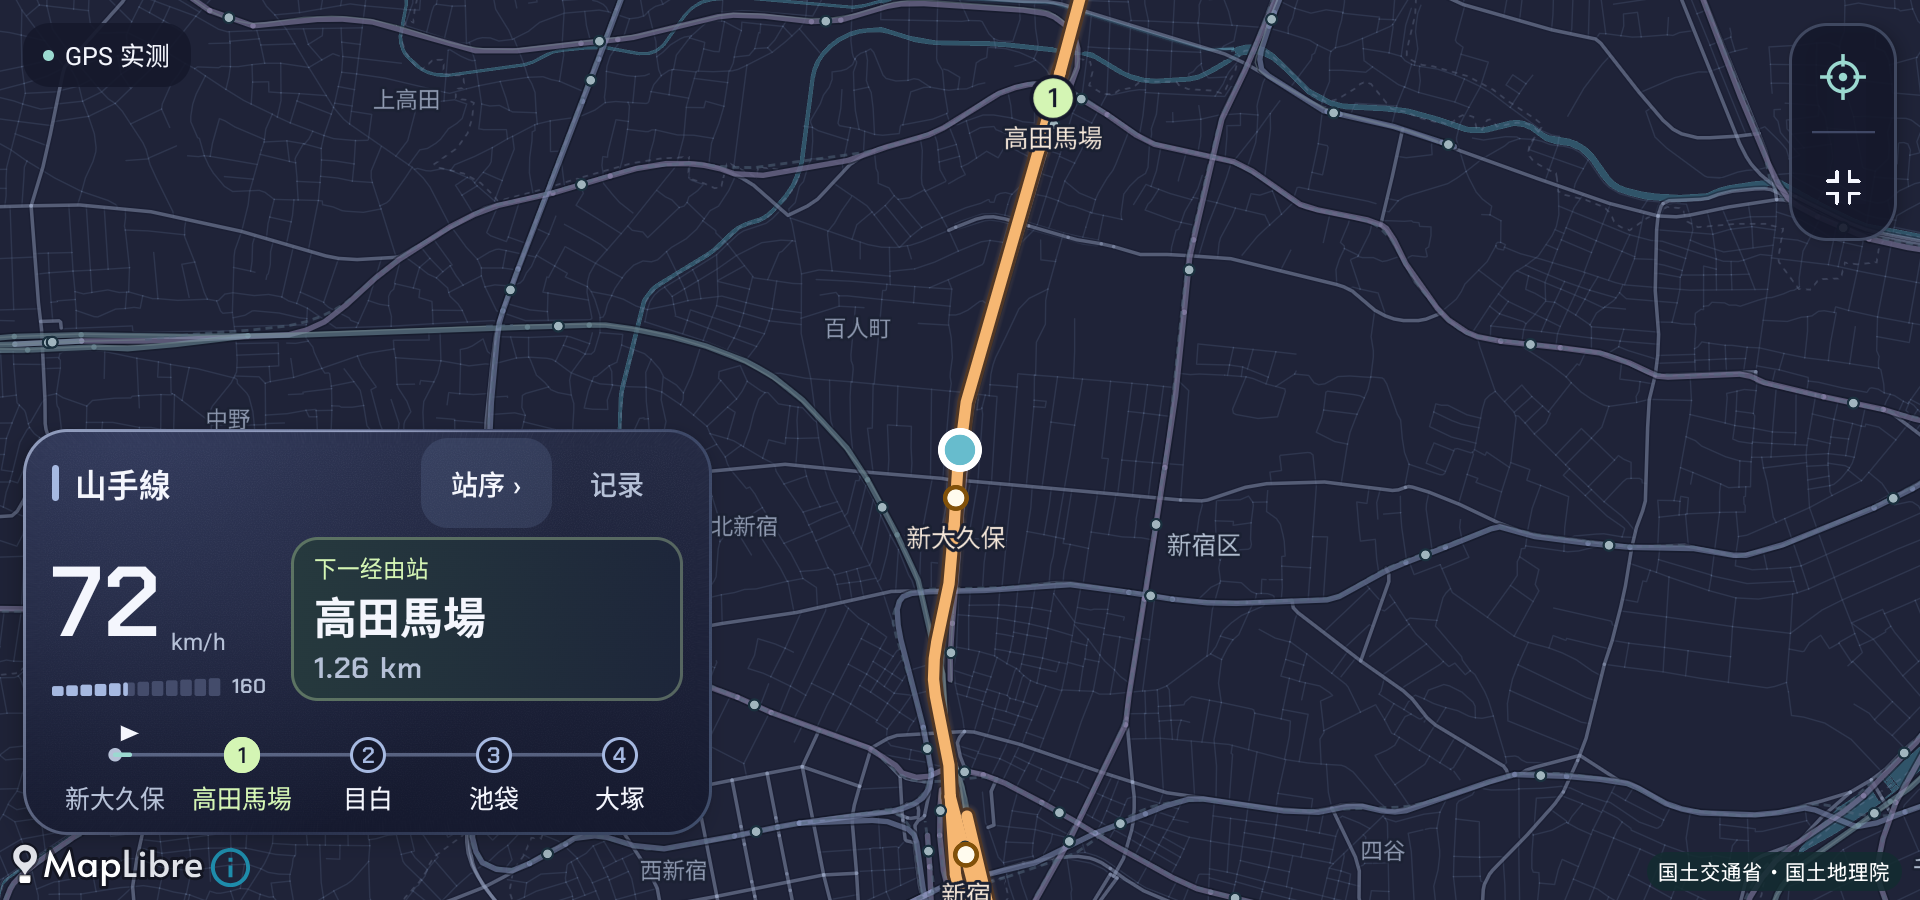 GPS 实测
上高田
1
高田馬場
百人町
中野
新大久保
北新宿
新宿区
山手線
站序 ›
记录
72
km/h
160
下一经由站
高田馬場
1.26 km
1
2
3
4
新大久保
高田馬場
目白
池袋
大塚
西新宿
新宿
四谷
MapLibre
国土交通省・国土地理院